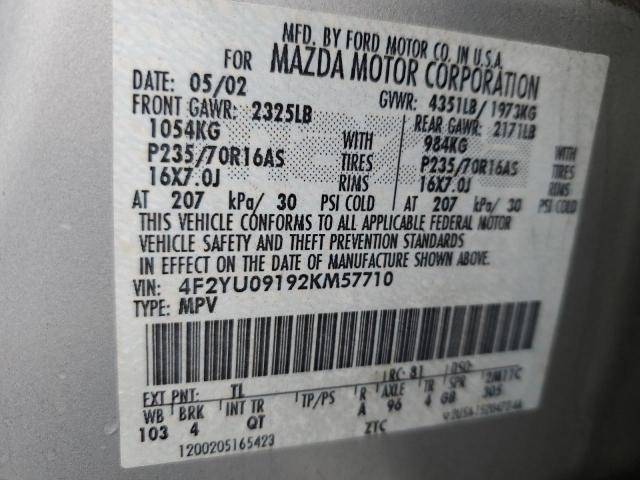 MFD. BY FORD MOTOR CO. IN U.S.A.
FOR MAZDA MOTOR CORPORATION
DATE: 05/02 GVWR: 4351LB/1973KG
FRONT GAWR: 2325LB REAR GAWR: 2171LB
1054KG WITH 984KG WITH
P235/70R16AS TIRES P235/70R16AS TIRES
16X7.0J RIMS 16X7.0J RIMS
AT 207 kPa/ 30 PSI COLD AT 207 kPa/ 30 PSI COLD
THIS VEHICLE CONFORMS TO ALL APPLICABLE FEDERAL MOTOR
VEHICLE SAFETY AND THEFT PREVENTION STANDARDS
IN EFFECT ON THE DATE OF MANUFACTURE SHOWN ABOVE.
VIN: 4F2YU09192KM57710
TYPE: MPV
EXT PNT: TL RC: 81 DSO:
WB BRK INT TR TP/PS R AXLE TR SPR
103 4 QT A 96 4 GB 305
1200205165423 ZTC